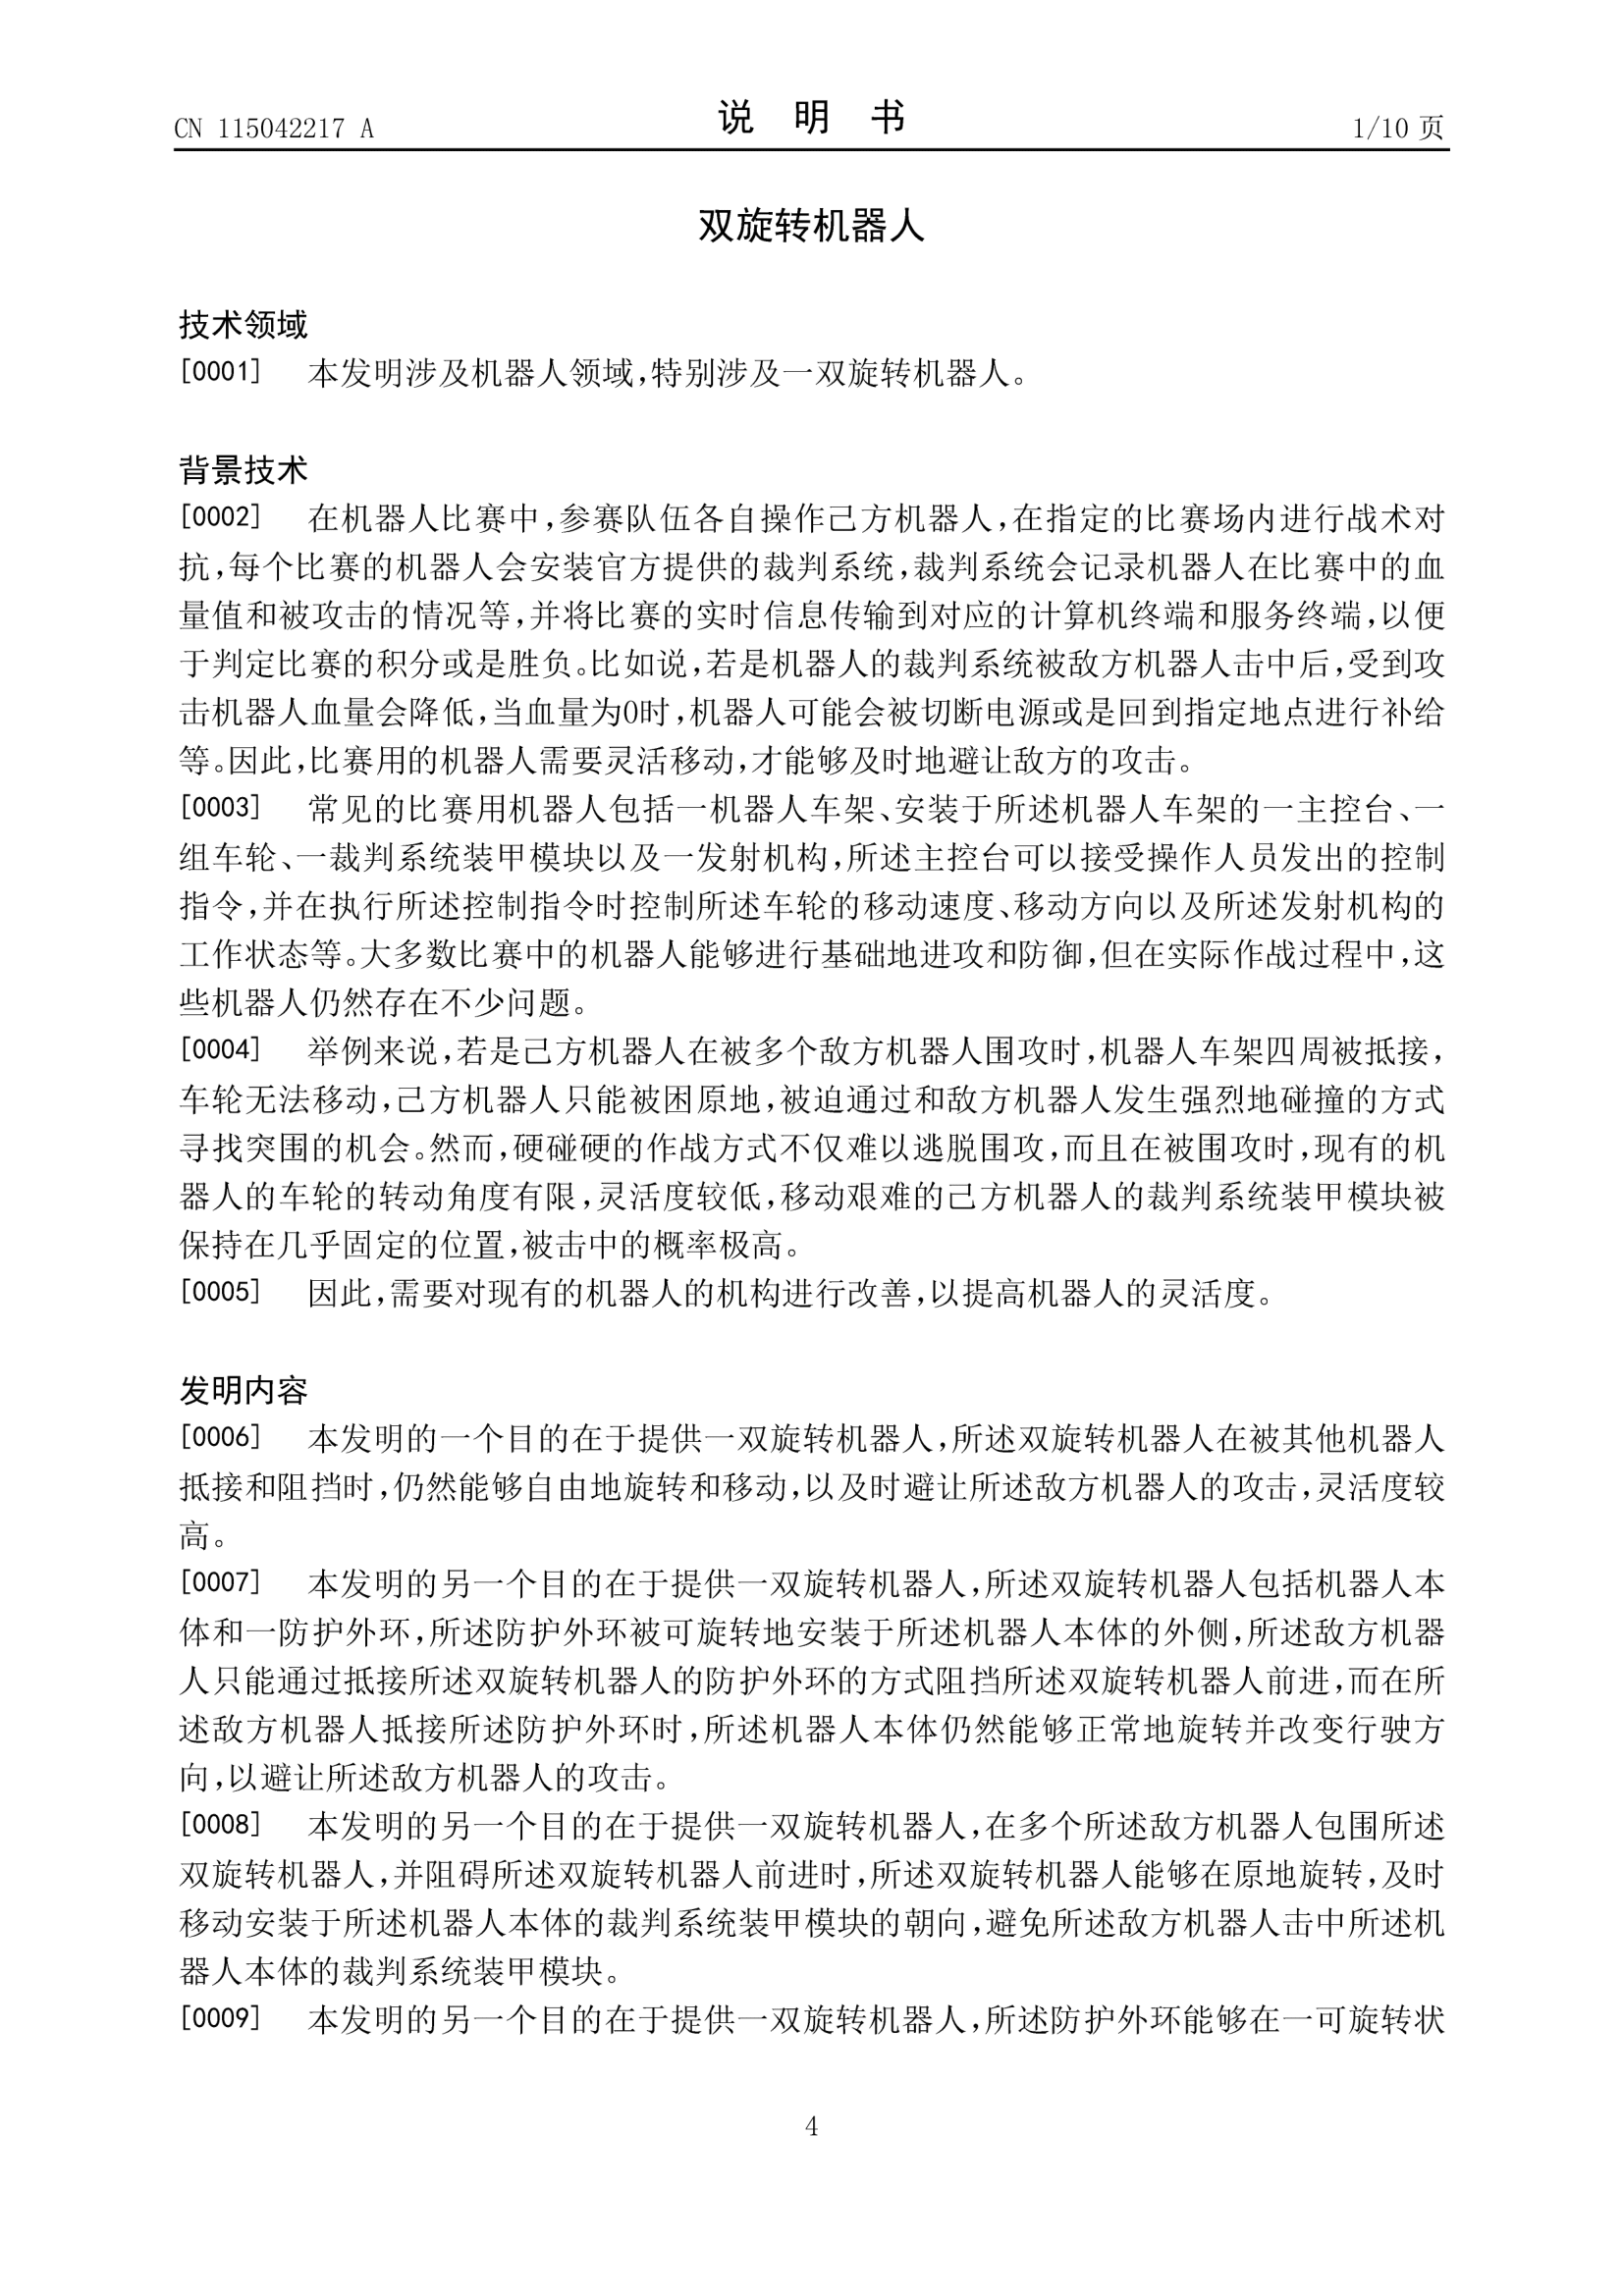 CN 115042217 A
说 明 书
1/10 页
双旋转机器人
技术领域
[0001] 本发明涉及机器人领域,特别涉及一双旋转机器人。
背景技术
[0002] 在机器人比赛中,参赛队伍各自操作己方机器人,在指定的比赛场内进行战术对
抗,每个比赛的机器人会安装官方提供的裁判系统,裁判系统会记录机器人在比赛中的血
量值和被攻击的情况等,并将比赛的实时信息传输到对应的计算机终端和服务终端,以便
于判定比赛的积分或是胜负。比如说,若是机器人的裁判系统被敌方机器人击中后,受到攻
击机器人血量会降低,当血量为0时,机器人可能会被切断电源或是回到指定地点进行补给
等。因此,比赛用的机器人需要灵活移动,才能够及时地避让敌方的攻击。
[0003] 常见的比赛用机器人包括一机器人车架、安装于所述机器人车架的一主控台、一
组车轮、一裁判系统装甲模块以及一发射机构,所述主控台可以接受操作人员发出的控制
指令,并在执行所述控制指令时控制所述车轮的移动速度、移动方向以及所述发射机构的
工作状态等。大多数比赛中的机器人能够进行基础地进攻和防御,但在实际作战过程中,这
些机器人仍然存在不少问题。
[0004] 举例来说,若是己方机器人在被多个敌方机器人围攻时,机器人车架四周被抵接,
车轮无法移动,己方机器人只能被困原地,被迫通过和敌方机器人发生强烈地碰撞的方式
寻找突围的机会。然而,硬碰硬的作战方式不仅难以逃脱围攻,而且在被围攻时,现有的机
器人的车轮的转动角度有限,灵活度较低,移动艰难的己方机器人的裁判系统装甲模块被
保持在几乎固定的位置,被击中的概率极高。
[0005] 因此,需要对现有的机器人的机构进行改善,以提高机器人的灵活度。
发明内容
[0006] 本发明的一个目的在于提供一双旋转机器人,所述双旋转机器人在被其他机器人
抵接和阻挡时,仍然能够自由地旋转和移动,以及时避让所述敌方机器人的攻击,灵活度较
高。
[0007] 本发明的另一个目的在于提供一双旋转机器人,所述双旋转机器人包括机器人本
体和一防护外环,所述防护外环被可旋转地安装于所述机器人本体的外侧,所述敌方机器
人只能通过抵接所述双旋转机器人的防护外环的方式阻挡所述双旋转机器人前进,而在所
述敌方机器人抵接所述防护外环时,所述机器人本体仍然能够正常地旋转并改变行驶方
向,以避让所述敌方机器人的攻击。
[0008] 本发明的另一个目的在于提供一双旋转机器人,在多个所述敌方机器人包围所述
双旋转机器人,并阻碍所述双旋转机器人前进时,所述双旋转机器人能够在原地旋转,及时
移动安装于所述机器人本体的裁判系统装甲模块的朝向,避免所述敌方机器人击中所述机
器人本体的裁判系统装甲模块。
[0009] 本发明的另一个目的在于提供一双旋转机器人,所述防护外环能够在一可旋转状
4